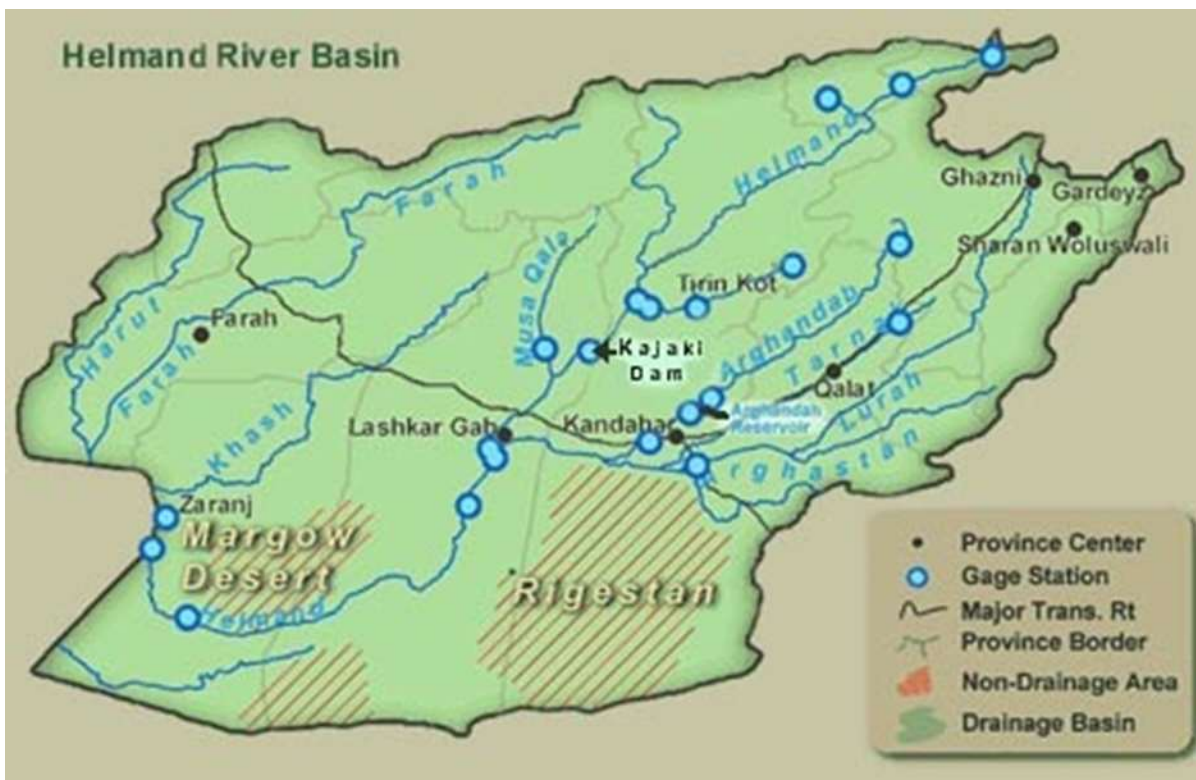 Helmand River Basin
Helmand
Ghazni
Gardeyz
Farah
Sharan Woluswali
Musa Qala
Tirin Kot
Harut
Farah
Farah
Arghandab
Tarnak
Kajaki
Dam
Qalat
Lurah
Khash
Lashkar Gah
Kandahar
Arghandab
Reservoir
Arghastan
Zaranj
Margow
Desert
Rigestan
Helmand
Province Center
Gage Station
Major Trans. Rt
Province Border
Non-Drainage Area
Drainage Basin